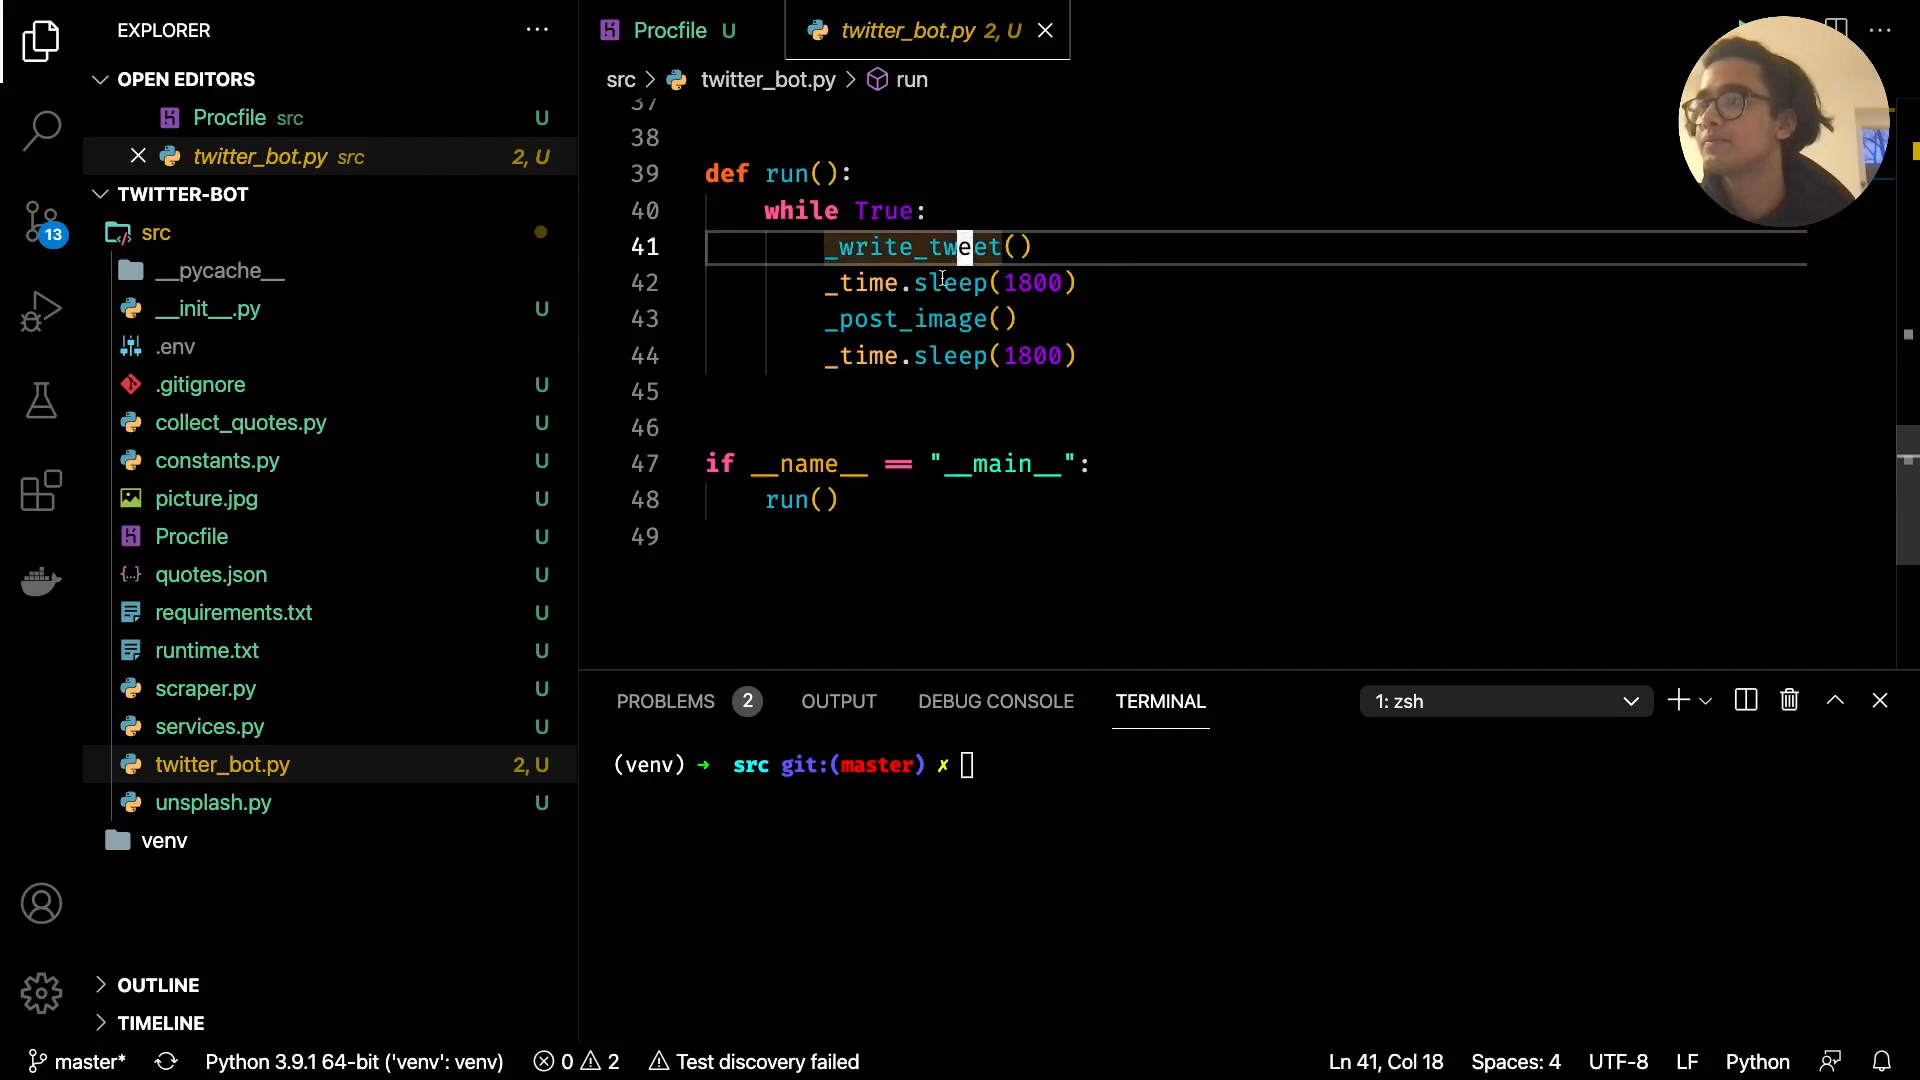 EXPLORER
OPEN EDITORS
Procfile src U
twitter_bot.py src 2, U
TWITTER-BOT
src
__pycache__
__init__.py U
.env
.gitignore U
collect_quotes.py U
constants.py U
picture.jpg U
Procfile U
quotes.json U
requirements.txt U
runtime.txt U
scraper.py U
services.py U
twitter_bot.py 2, U
unsplash.py U
venv
OUTLINE
TIMELINE
13
Procfile U
twitter_bot.py 2, U
src > twitter_bot.py > run
37
38
39 def run():
40 while True:
41 _write_tweet()
42 _time.sleep(1800)
43 _post_image()
44 _time.sleep(1800)
45
46
47 if __name__ == "__main__":
48 run()
49
PROBLEMS 2 OUTPUT DEBUG CONSOLE TERMINAL 1: zsh
(venv) ➜ src git:(master) ✗
master* Python 3.9.1 64-bit ('venv': venv) 0 2 Test discovery failed Ln 41, Col 18 Spaces: 4 UTF-8 LF Python